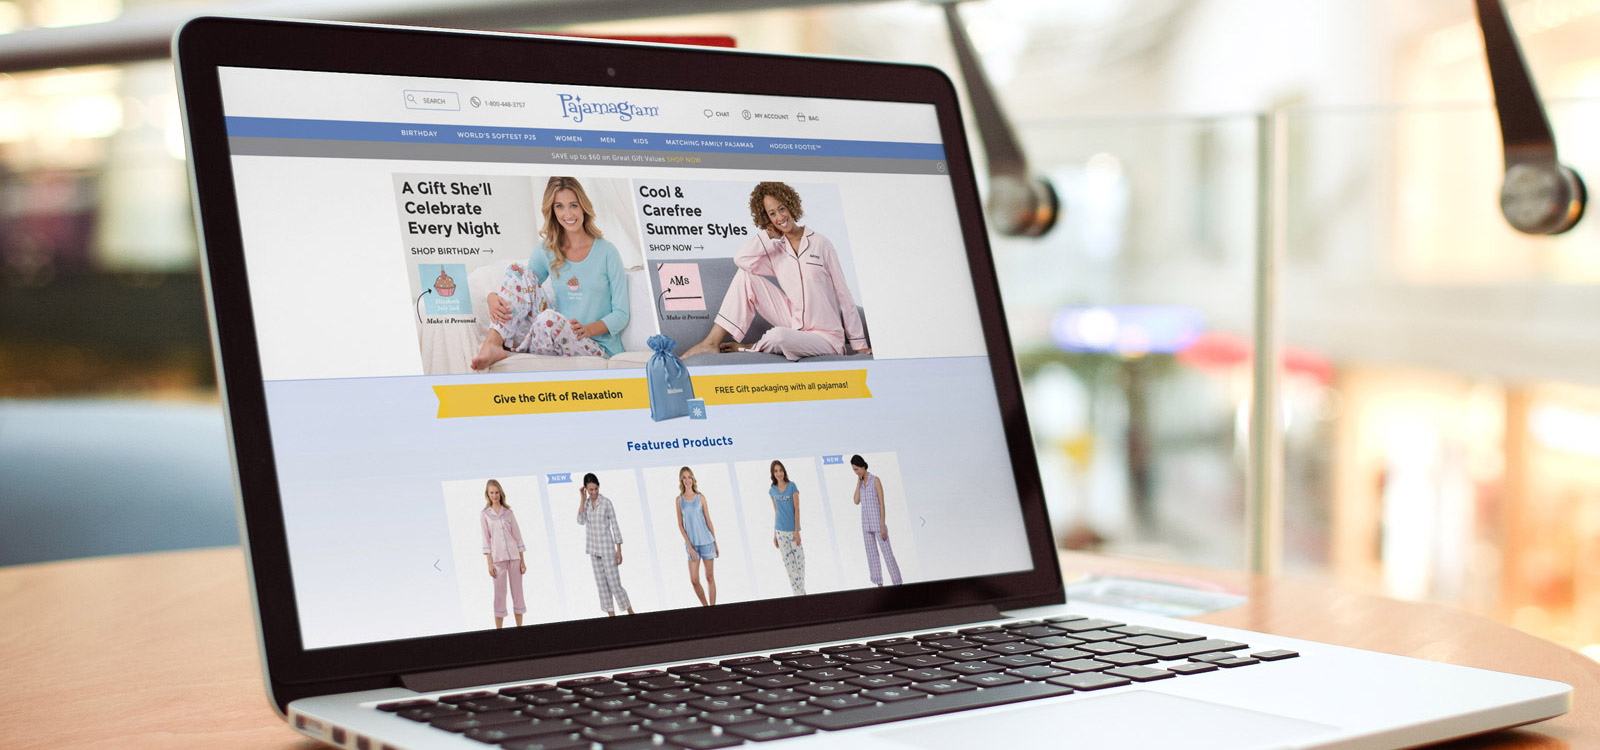 SEARCH
1-800-448-3757
Pajamagram
CHAT
MY ACCOUNT
BAG
BIRTHDAY WORLD'S SOFTEST PJS WOMEN MEN KIDS MATCHING FAMILY PAJAMAS HOODIE FOOTIE™
SAVE up to $60 on Great Gift Values SHOP NOW
A Gift She'll
Celebrate
Every Night
SHOP BIRTHDAY
Make it Personal
Cool &
Carefree
Summer Styles
SHOP NOW
AMS
Make it Personal
Give the Gift of Relaxation
FREE Gift packaging with all pajamas!
Featured Products
NEW
NEW